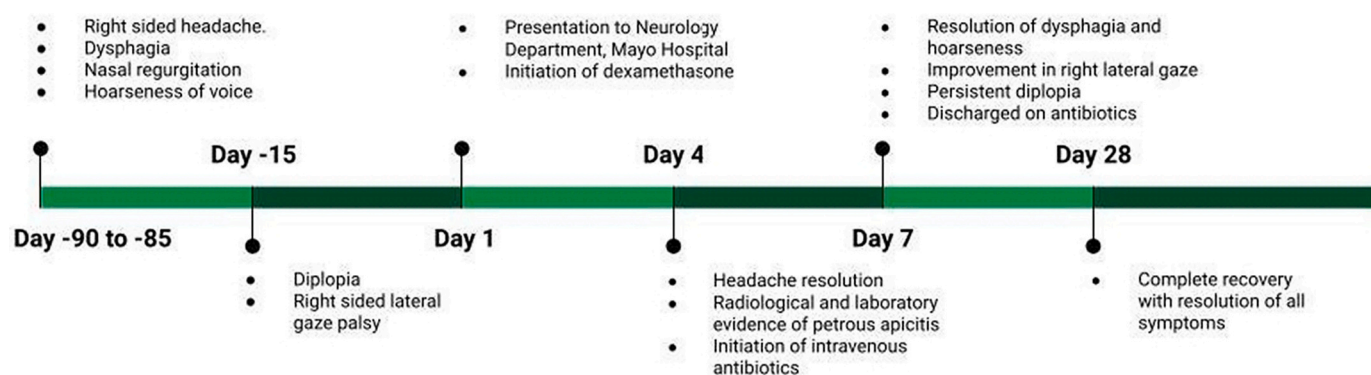 • Right sided headache.
• Dysphagia
• Nasal regurgitation
• Hoarseness of voice
• Presentation to Neurology
Department, Mayo Hospital
• Initiation of dexamethasone
• Resolution of dysphagia and
hoarseness
• Improvement in right lateral gaze
• Persistent diplopia
• Discharged on antibiotics
Day -15
Day 4
Day 28
Day -90 to -85
Day 1
Day 7
• Diplopia
• Right sided lateral
gaze palsy
• Headache resolution
• Radiological and laboratory
evidence of petrous apicitis
• Initiation of intravenous
antibiotics
• Complete recovery
with resolution of all
symptoms